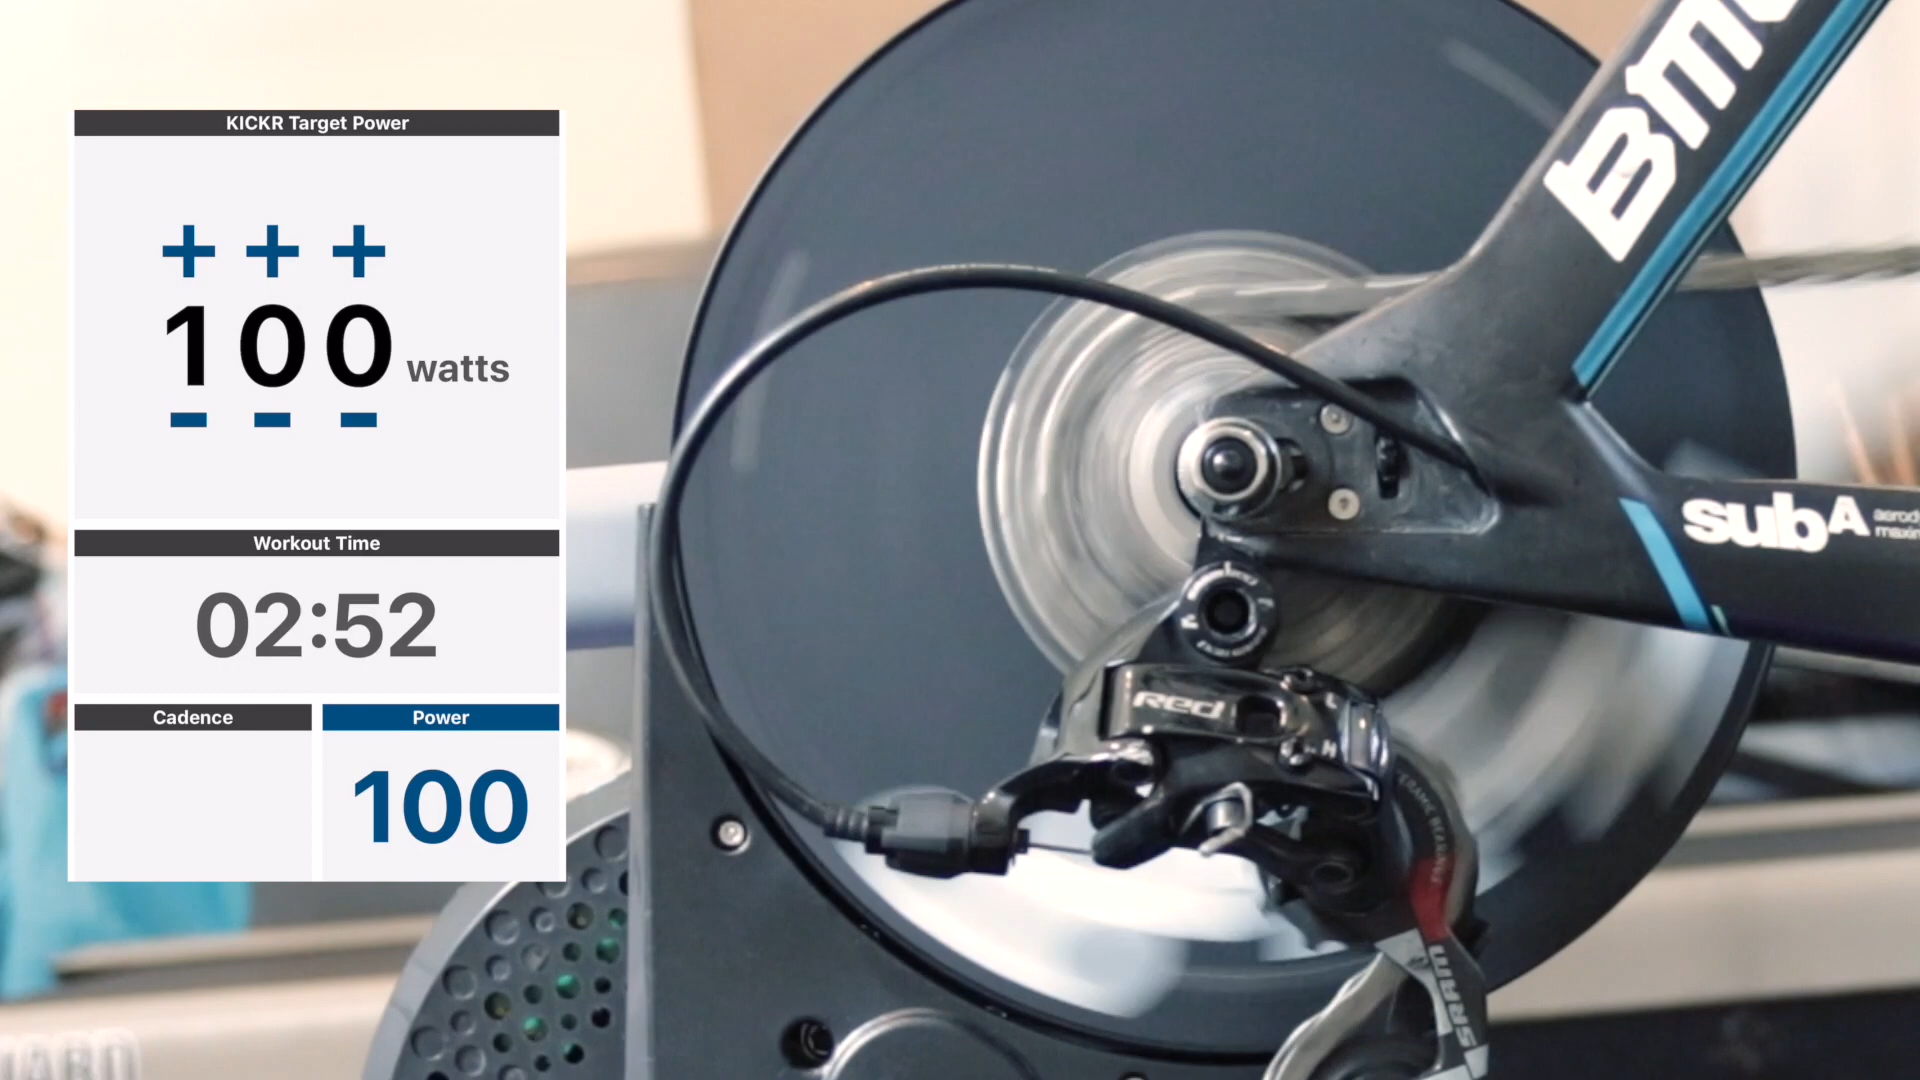 KICKR Target Power
+ + +
100 watts
- - -
Workout Time
02:52
Cadence
Power
100
BMC
subA
Red
L
H
SRAM